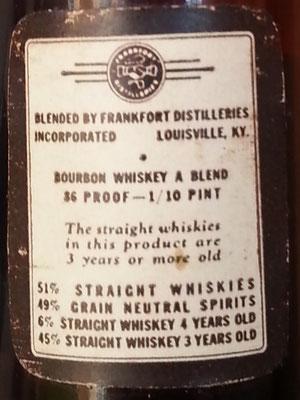 FRANKFORT
DISTILLERIES
BLENDED BY FRANKFORT DISTILLERIES
INCORPORATED LOUISVILLE, KY.
BOURBON WHISKEY A BLEND
86 PROOF—1/10 PINT
The straight whiskies
in this product are
3 years or more old
51% STRAIGHT WHISKIES
49% GRAIN NEUTRAL SPIRITS
6% STRAIGHT WHISKEY 4 YEARS OLD
45% STRAIGHT WHISKEY 3 YEARS OLD